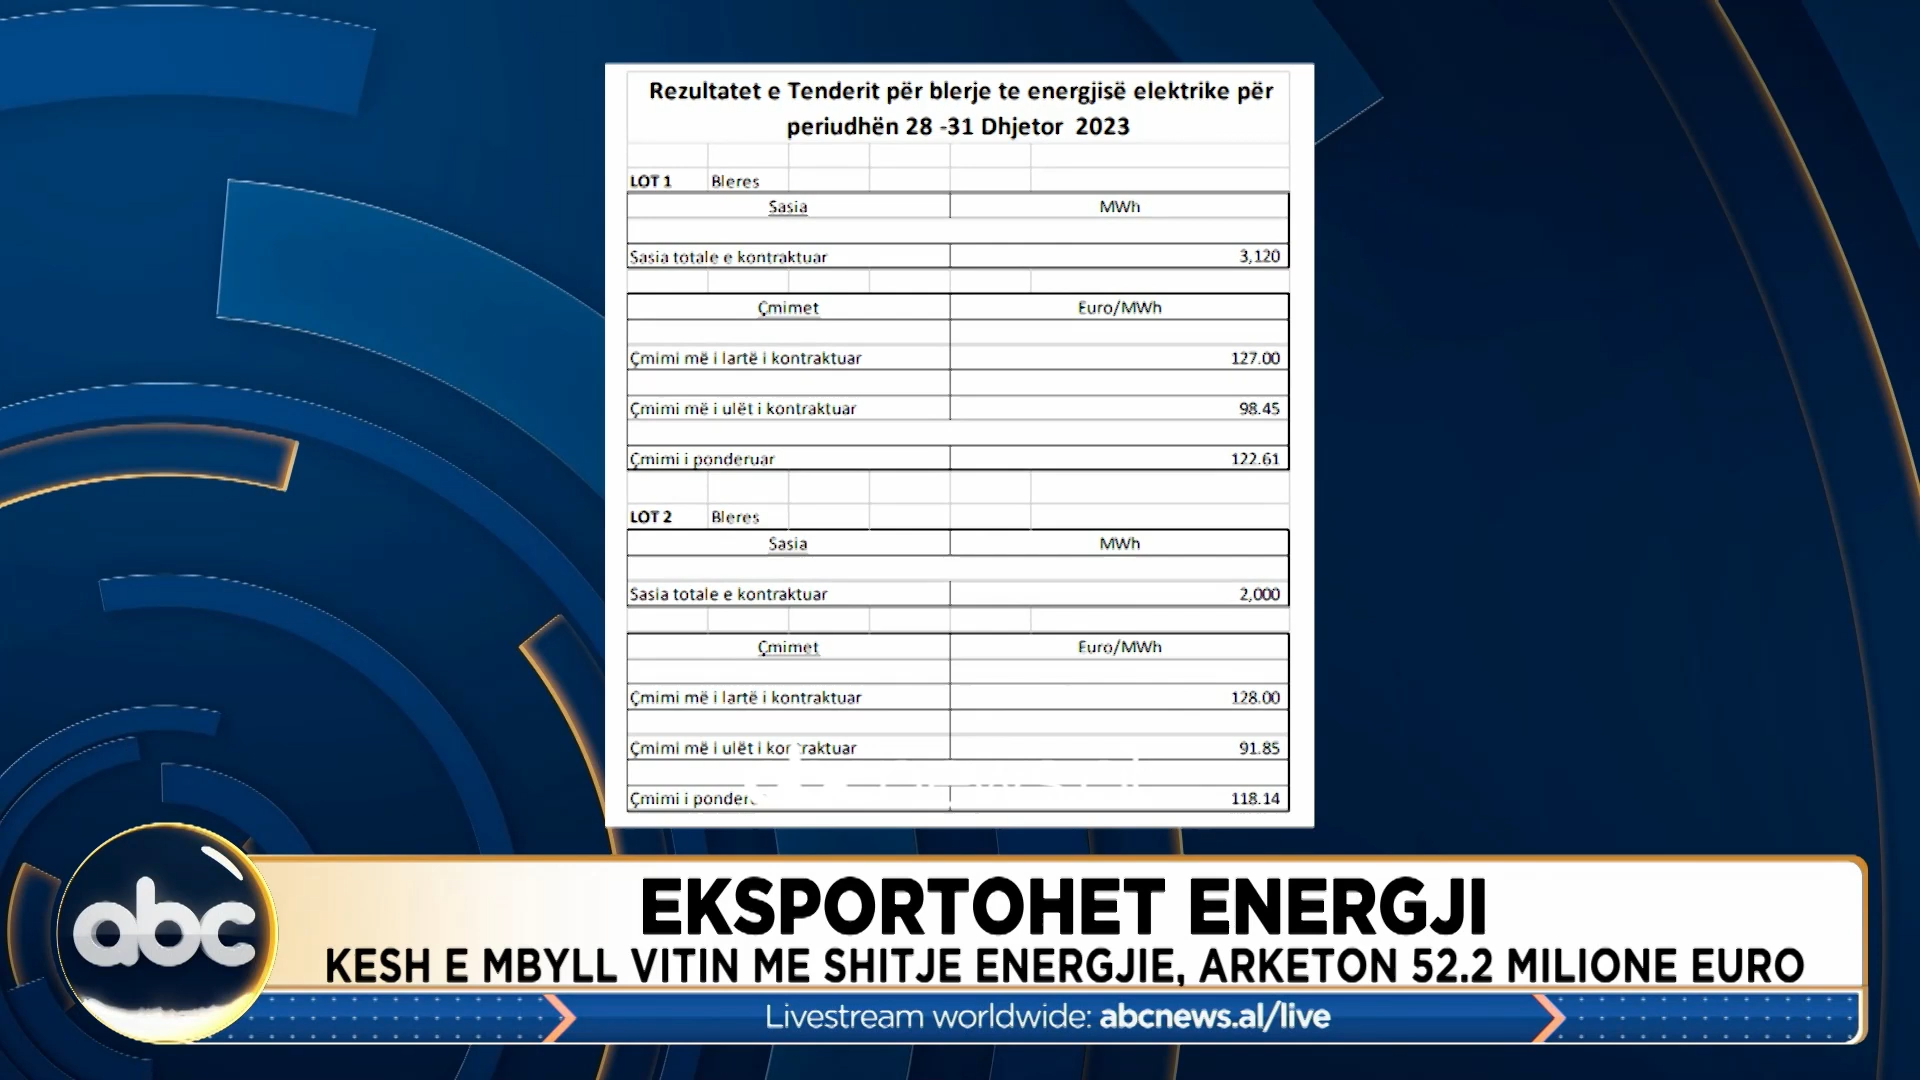 Rezultatet e Tenderit për blerje te energjisë elektrike për
periudhën 28 -31 Dhjetor 2023
LOT 1 Bleres
Sasia MWh
Sasia totale e kontraktuar 3,120
Çmimet Euro/MWh
Çmimi më i lartë i kontraktuar 127.00
Çmimi më i ulët i kontraktuar 98.45
Çmimi i ponderuar 122.61
LOT 2 Bleres
Sasia MWh
Sasia totale e kontraktuar 2,000
Çmimet Euro/MWh
Çmimi më i lartë i kontraktuar 128.00
Çmimi më i ulët i kontraktuar 91.85
Çmimi i 118.14
abc
EKSPORTOHET ENERGJI
KESH E MBYLL VITIN ME SHITJE ENERGJIE, ARKETON 52.2 MILIONE EURO
Livestream worldwide: abcnews.al/live